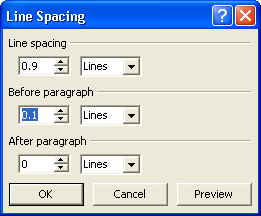 Line Spacing
Line spacing
0.9 Lines
Before paragraph
0.1 Lines
After paragraph
0 Lines
OK Cancel Preview